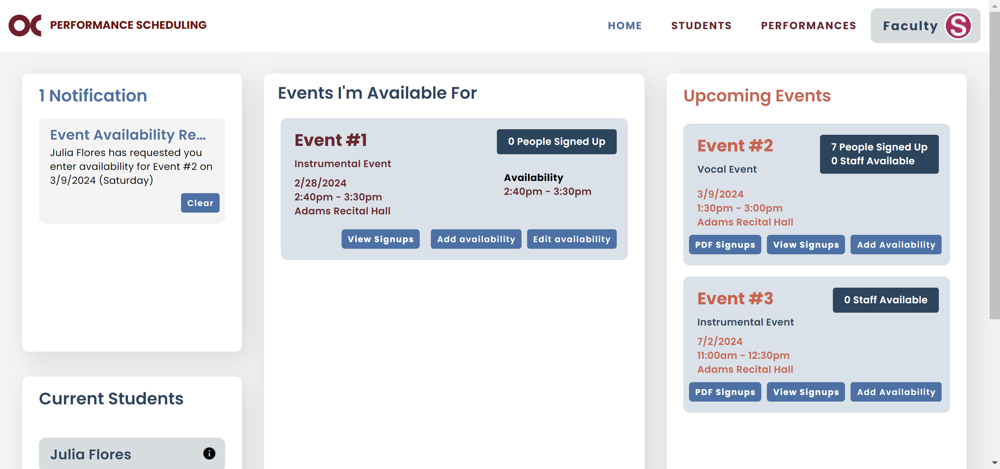 OC PERFORMANCE SCHEDULING
HOME
STUDENTS
PERFORMANCES
Faculty
S
1 Notification
Event Availability Re...
Julia Flores has requested you
enter availability for Event #2 on
3/9/2024 (Saturday)
Clear
Current Students
Julia Flores
i
Events I'm Available For
Event #1
0 People Signed Up
Instrumental Event
2/28/2024
2:40pm - 3:30pm
Adams Recital Hall
Availability
2:40pm - 3:30pm
View Signups
Add availability
Edit availability
Upcoming Events
Event #2
7 People Signed Up
0 Staff Available
Vocal Event
3/9/2024
1:30pm - 3:00pm
Adams Recital Hall
PDF Signups
View Signups
Add Availability
Event #3
0 Staff Available
Instrumental Event
7/2/2024
11:00am - 12:30pm
Adams Recital Hall
PDF Signups
View Signups
Add Availability